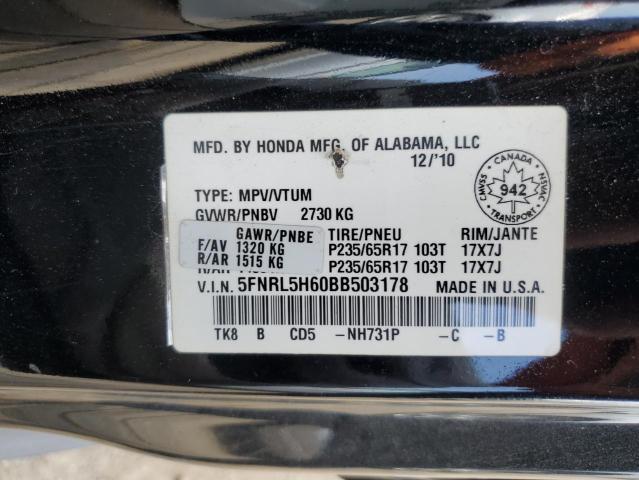 MFD. BY HONDA MFG. OF ALABAMA, LLC
12/'10
CANADA
CMVSS 942 NSVAC
TRANSPORT
TYPE: MPV/VTUM
GVWR/PNBV 2730 KG
GAWR/PNBE TIRE/PNEU RIM/JANTE
F/AV 1320 KG P235/65R17 103T 17X7J
R/AR 1515 KG P235/65R17 103T 17X7J
V.I.N. 5FNRL5H60BB503178 MADE IN U.S.A.
TK8 B CD5 -NH731P -C -B